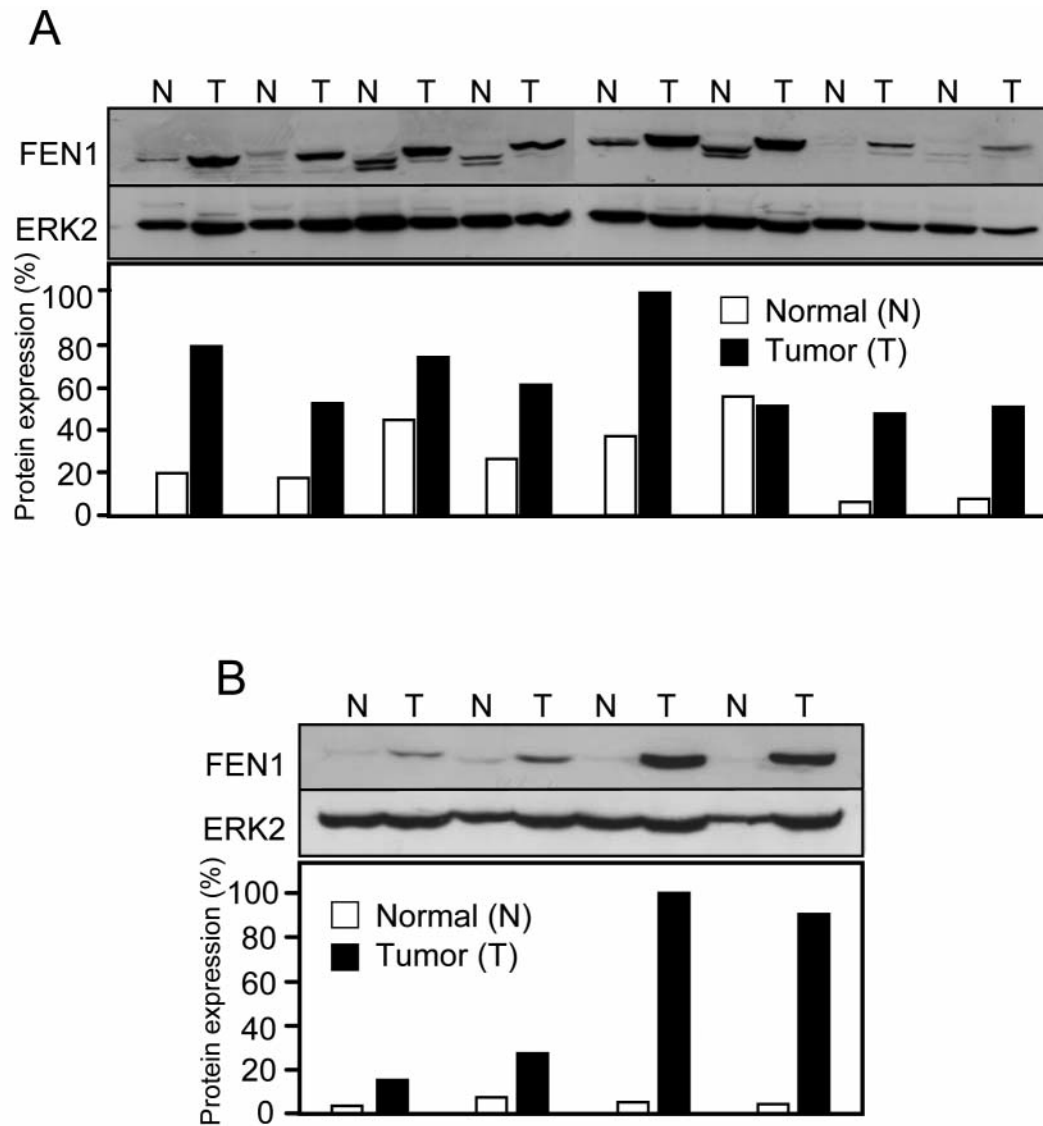 A
N T N T N T N T N T N T N T N T
FEN1
ERK2
Protein expression (%)
100
80
60
40
20
0
Normal (N)
Tumor (T)
B
N T N T N T N T
FEN1
ERK2
Protein expression (%)
100
80
60
40
20
0
Normal (N)
Tumor (T)